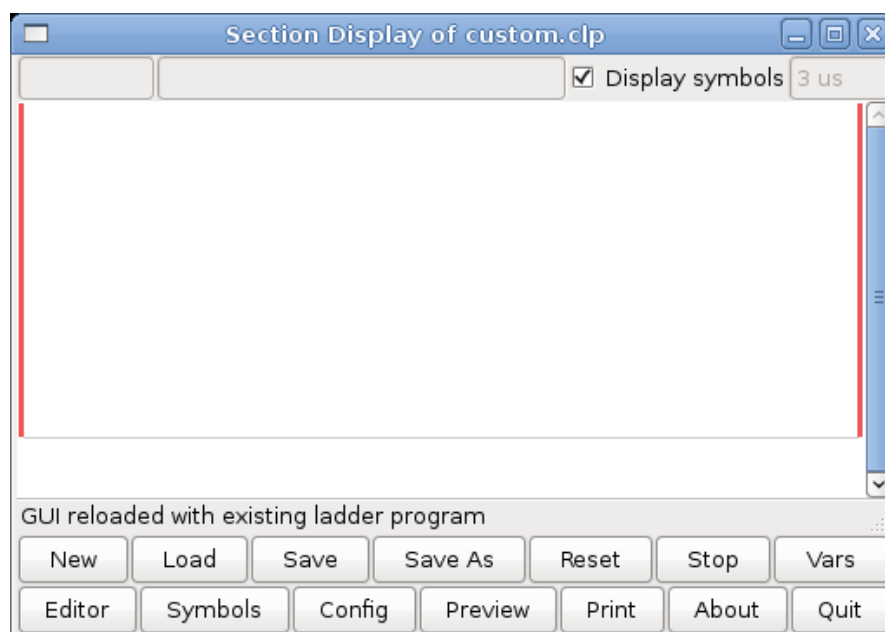 Section Display of custom.clp
Display symbols 3 us
GUI reloaded with existing ladder program
New Load Save Save As Reset Stop Vars
Editor Symbols Config Preview Print About Quit